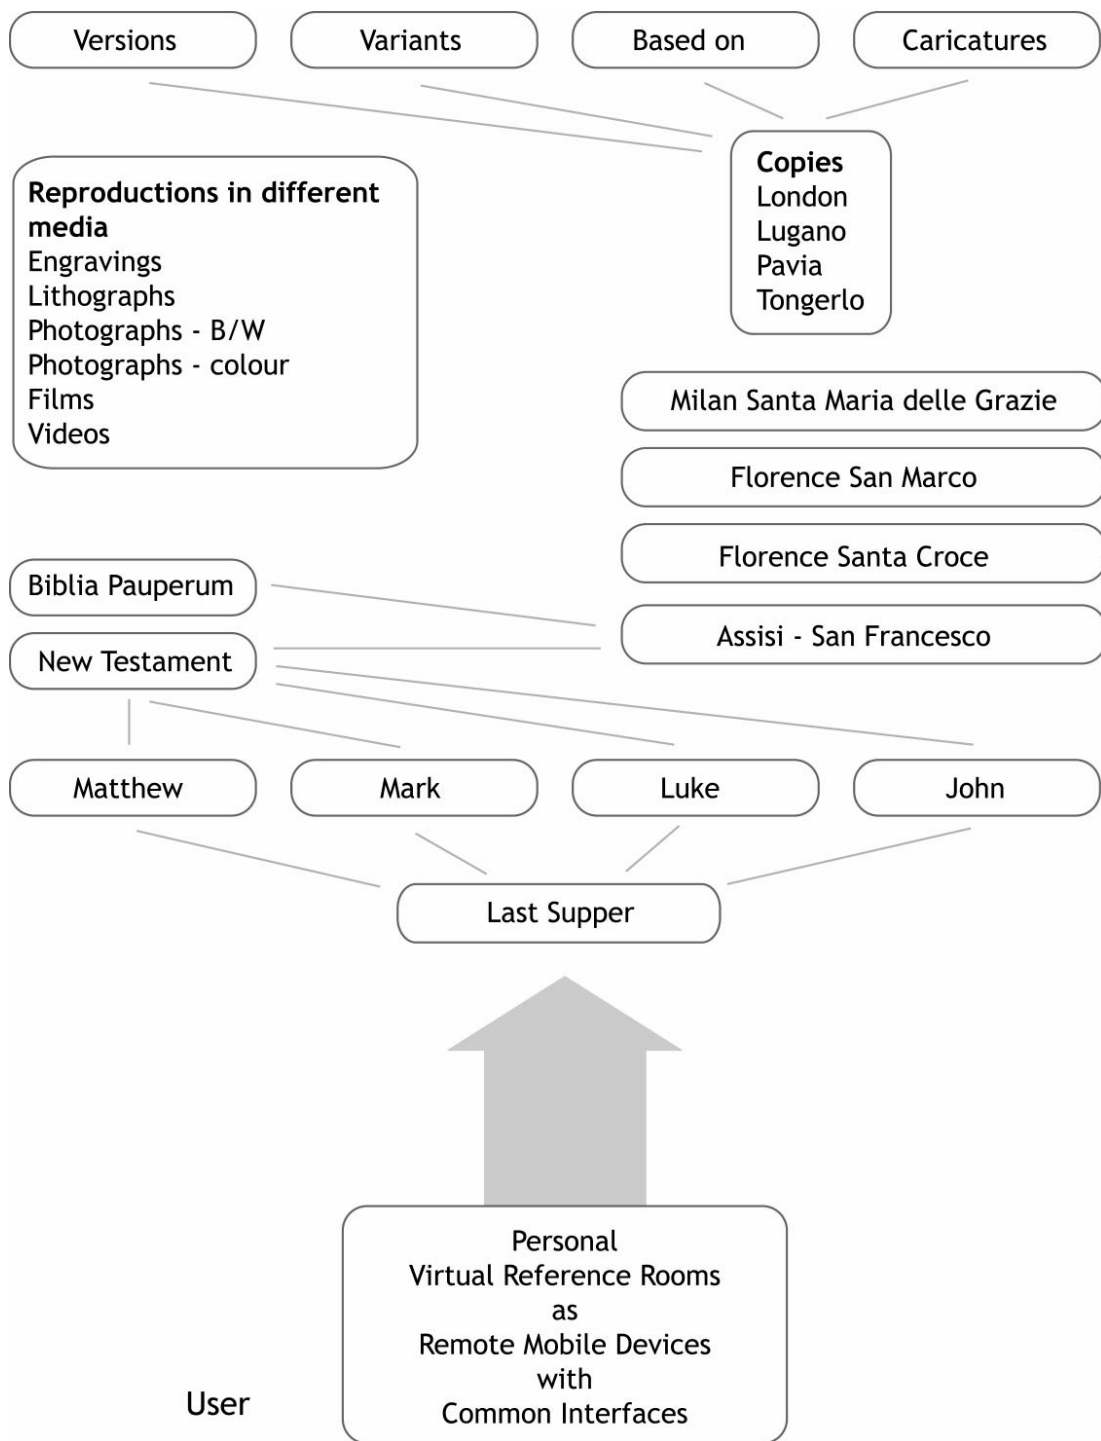 Versions
Variants
Based on
Caricatures
Copies
London
Lugano
Pavia
Tongerlo
Reproductions in different
media
Engravings
Lithographs
Photographs - B/W
Photographs - colour
Films
Videos
Milan Santa Maria delle Grazie
Florence San Marco
Florence Santa Croce
Assisi - San Francesco
Biblia Pauperum
New Testament
Matthew
Mark
Luke
John
Last Supper
Personal
Virtual Reference Rooms
as
Remote Mobile Devices
with
Common Interfaces
User